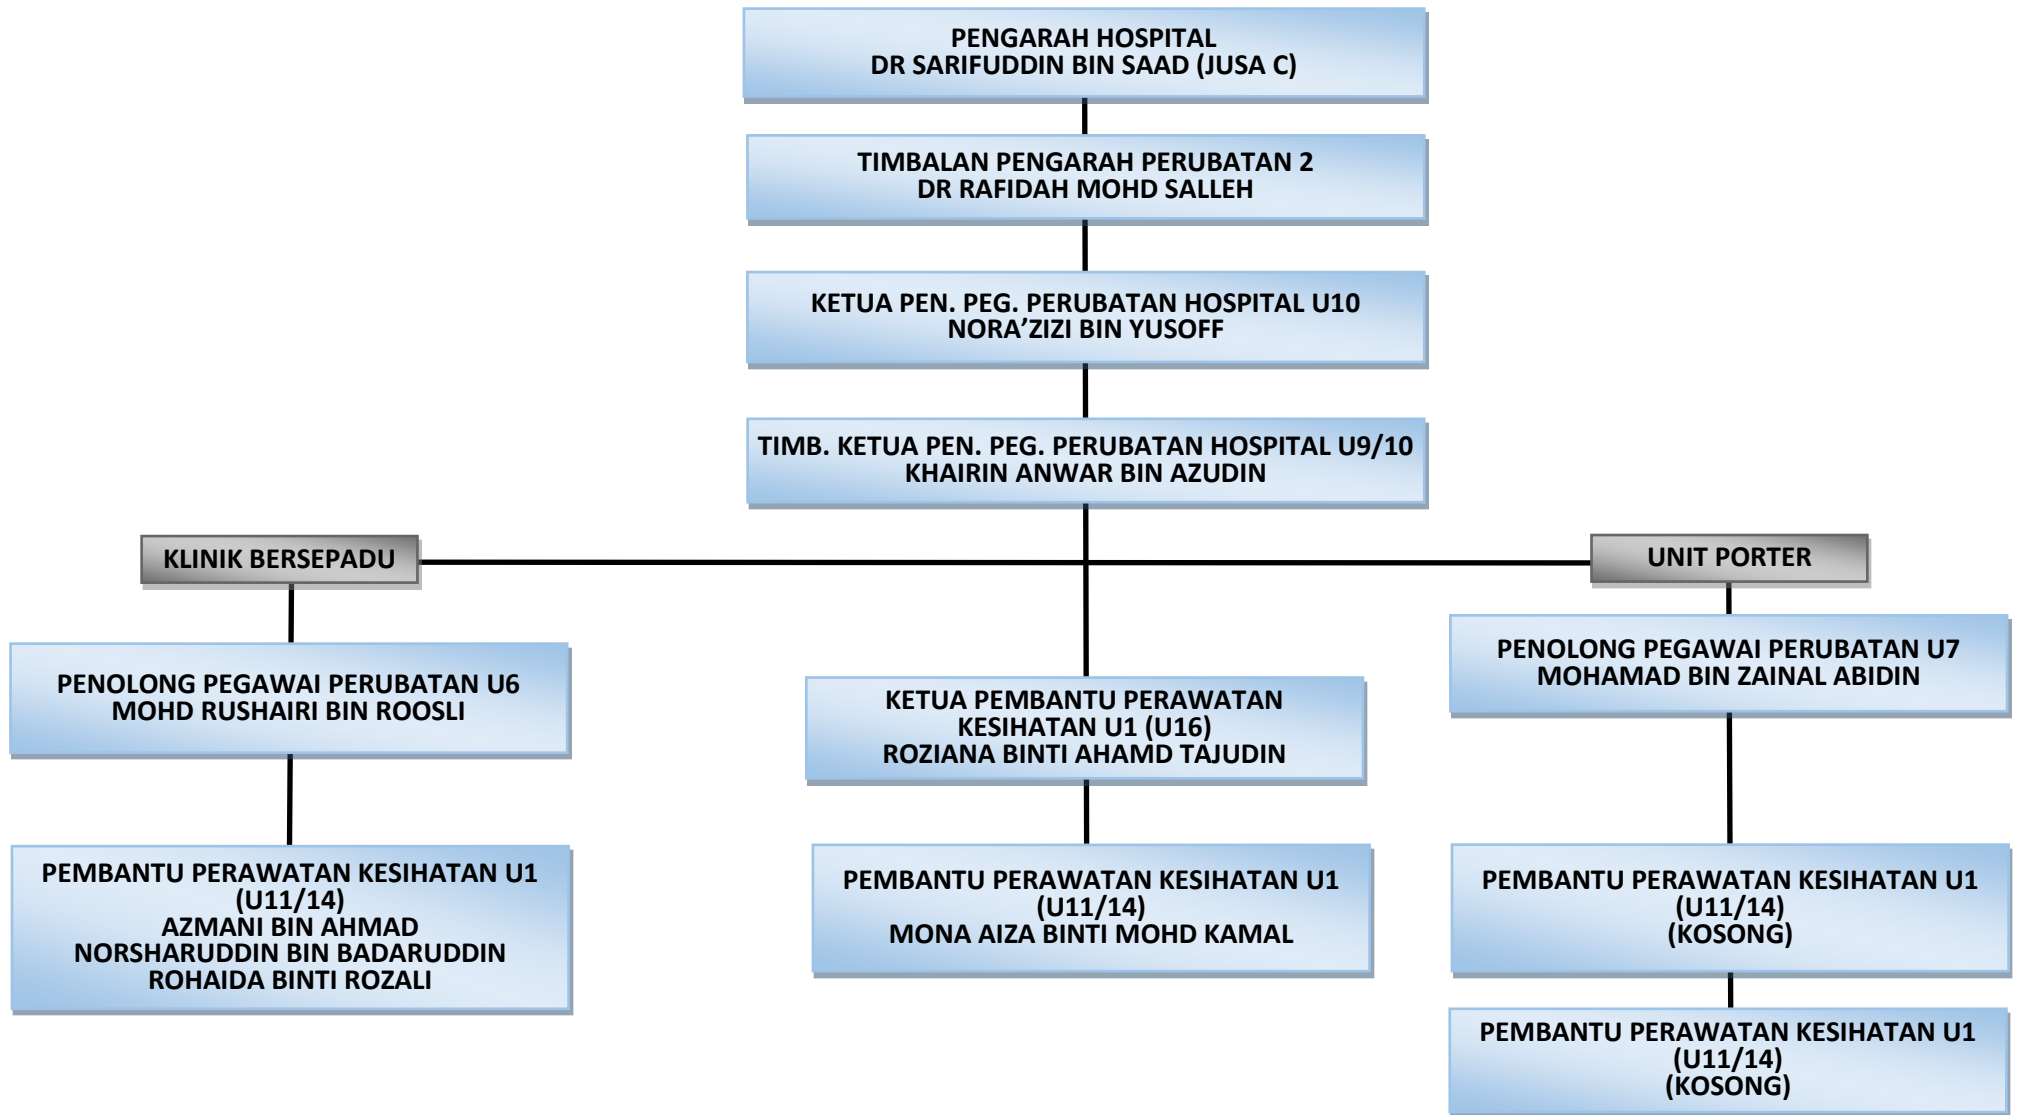 PENGARAH HOSPITAL
DR SARIFUDDIN BIN SAAD (JUSA C)
TIMBALAN PENGARAH PERUBATAN 2
DR RAFIDAH MOHD SALLEH
KETUA PEN. PEG. PERUBATAN HOSPITAL U10
NORA’ZIZI BIN YUSOFF
TIMB. KETUA PEN. PEG. PERUBATAN HOSPITAL U9/10
KHAIRIN ANWAR BIN AZUDIN
KLINIK BERSEPADU
PENOLONG PEGAWAI PERUBATAN U6
MOHD RUSHAIRI BIN ROOSLI
PEMBANTU PERAWATAN KESIHATAN U1
(U11/14)
AZMANI BIN AHMAD
NORSHARUDDIN BIN BADARUDDIN
ROHAIDA BINTI ROZALI
KETUA PEMBANTU PERAWATAN
KESIHATAN U1 (U16)
ROZIANA BINTI AHAMD TAJUDIN
PEMBANTU PERAWATAN KESIHATAN U1
(U11/14)
MONA AIZA BINTI MOHD KAMAL
UNIT PORTER
PENOLONG PEGAWAI PERUBATAN U7
MOHAMAD BIN ZAINAL ABIDIN
PEMBANTU PERAWATAN KESIHATAN U1
(U11/14)
(KOSONG)
PEMBANTU PERAWATAN KESIHATAN U1
(U11/14)
(KOSONG)